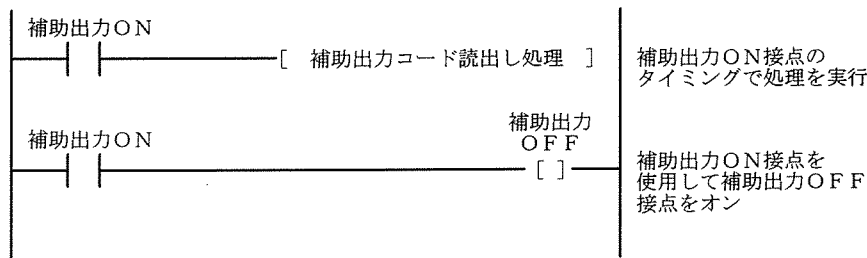 補助出力ＯＮ
[ 補助出力コード読出し処理 ]
補助出力ＯＮ接点の
タイミングで処理を実行
補助出力ＯＮ
補助出力
ＯＦＦ
[ ]
補助出力ＯＮ接点を
使用して補助出力ＯＦＦ
接点をオン